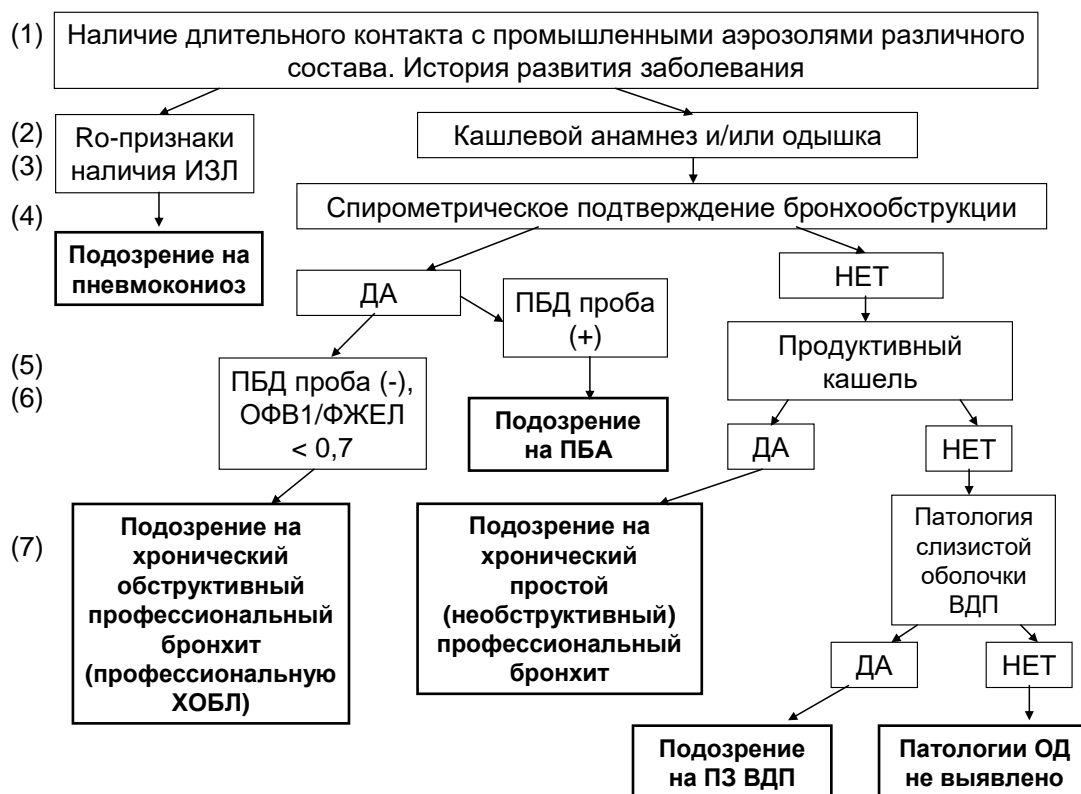 (1)
Наличие длительного контакта с промышленными аэрозолями различного
состава. История развития заболевания
(2)
(3)
Ro-признаки
наличия ИЗЛ
Кашлевой анамнез и/или одышка
(4)
Спирометрическое подтверждение бронхообструкции
Подозрение на
пневмокониоз
ДА
НЕТ
ПБД проба
(+)
(5)
(6)
ПБД проба (-),
ОФВ1/ФЖЕЛ
< 0,7
Продуктивный
кашель
Подозрение
на ПБА
ДА
НЕТ
(7)
Подозрение на
хронический
обструктивный
профессиональный
бронхит
(профессиональную
ХОБЛ)
Подозрение на
хронический
простой
(необструктивный)
профессиональный
бронхит
Патология
слизистой
оболочки
ВДП
ДА
НЕТ
Подозрение
на ПЗ ВДП
Патологии ОД
не выявлено